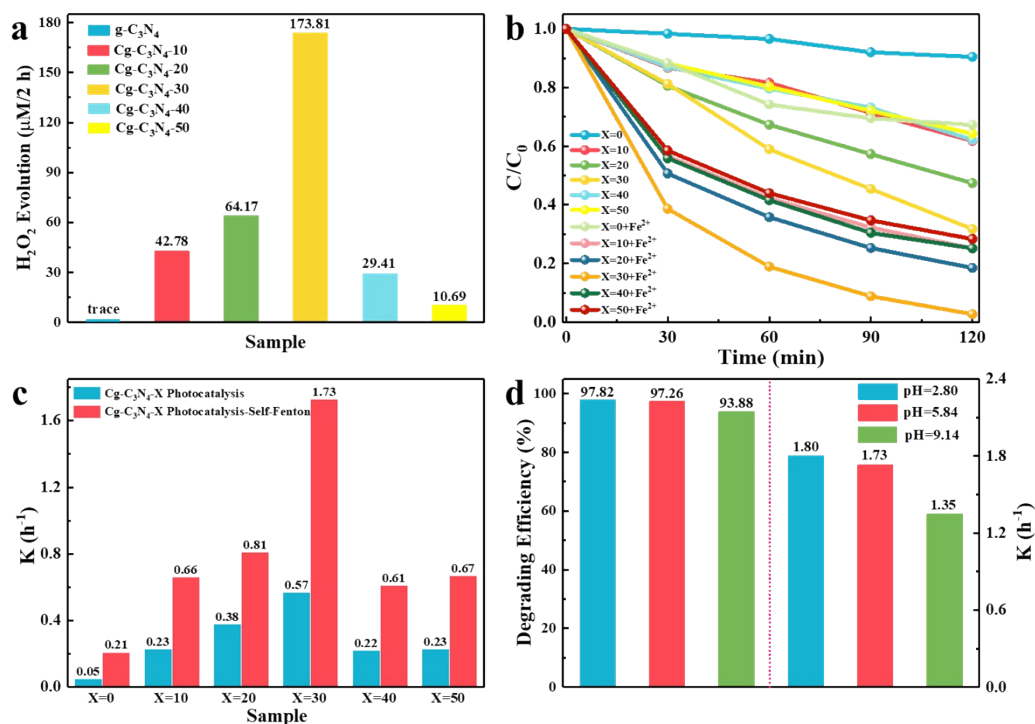 a
H₂O₂ Evolution (μM/2 h)
180
150
120
90
60
30
0
g-C₃N₄
Cg-C₃N₄-10
Cg-C₃N₄-20
Cg-C₃N₄-30
Cg-C₃N₄-40
Cg-C₃N₄-50
trace
42.78
64.17
173.81
29.41
10.69
Sample
b
C/C₀
1.0
0.8
0.6
0.4
0.2
0.0
X=0
X=10
X=20
X=30
X=40
X=50
X=0+Fe²⁺
X=10+Fe²⁺
X=20+Fe²⁺
X=30+Fe²⁺
X=40+Fe²⁺
X=50+Fe²⁺
0 30 60 90 120
Time (min)
c
K (h⁻¹)
1.6
1.2
0.8
0.4
0.0
Cg-C₃N₄-X Photocatalysis
Cg-C₃N₄-X Photocatalysis-Self-Fenton
0.05 0.21 0.23 0.66 0.38 0.81 0.57 1.73 0.22 0.61 0.23 0.67
X=0 X=10 X=20 X=30 X=40 X=50
Sample
d
Degrading Efficiency (%)
100
80
60
40
20
0
97.82 97.26 93.88 1.80 1.73 1.35
pH=2.80
pH=5.84
pH=9.14
2.4
1.8
1.2
0.6
0.0
K (h⁻¹)